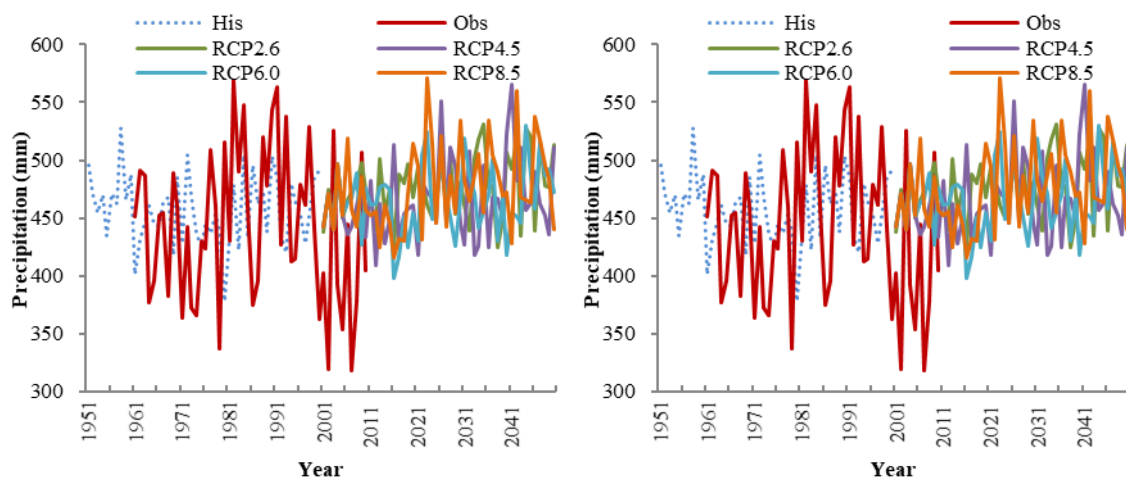 His Obs
RCP2.6 RCP4.5
RCP6.0 RCP8.5
600
550
500
450
400
350
300
Precipitation (mm)
1951 1961 1971 1981 1991 2001 2011 2021 2031 2041
Year
His Obs
RCP2.6 RCP4.5
RCP6.0 RCP8.5
600
550
500
450
400
350
300
Precipitation (mm)
1951 1961 1971 1981 1991 2001 2011 2021 2031 2041
Year